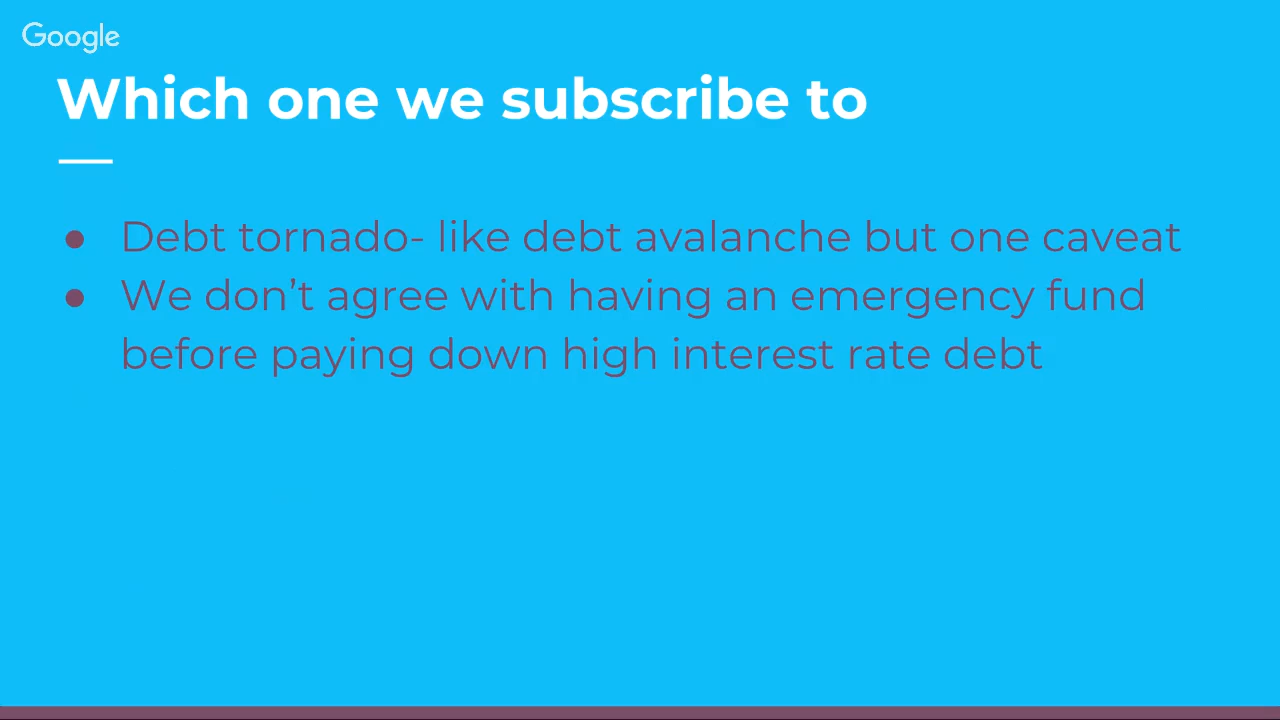 Google
Which one we subscribe to
● Debt tornado- like debt avalanche but one caveat
● We don’t agree with having an emergency fund
before paying down high interest rate debt